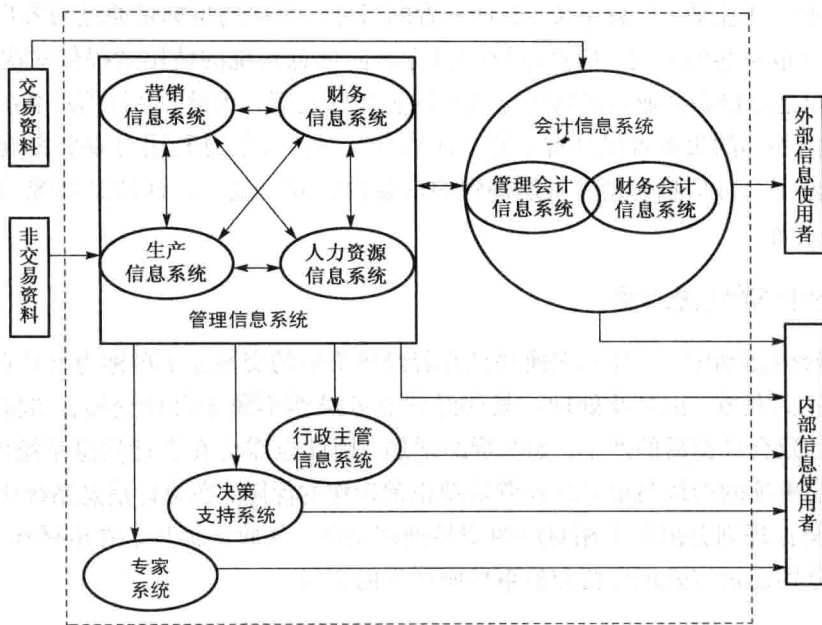 交易资料
非交易资料
营销
信息系统
财务
信息系统
生产
信息系统
人力资源
信息系统
管理信息系统
会计信息系统
管理会计
信息系统
财务会计
信息系统
行政主管
信息系统
决策
支持系统
专家
系统
外部信息使用者
内部信息使用者